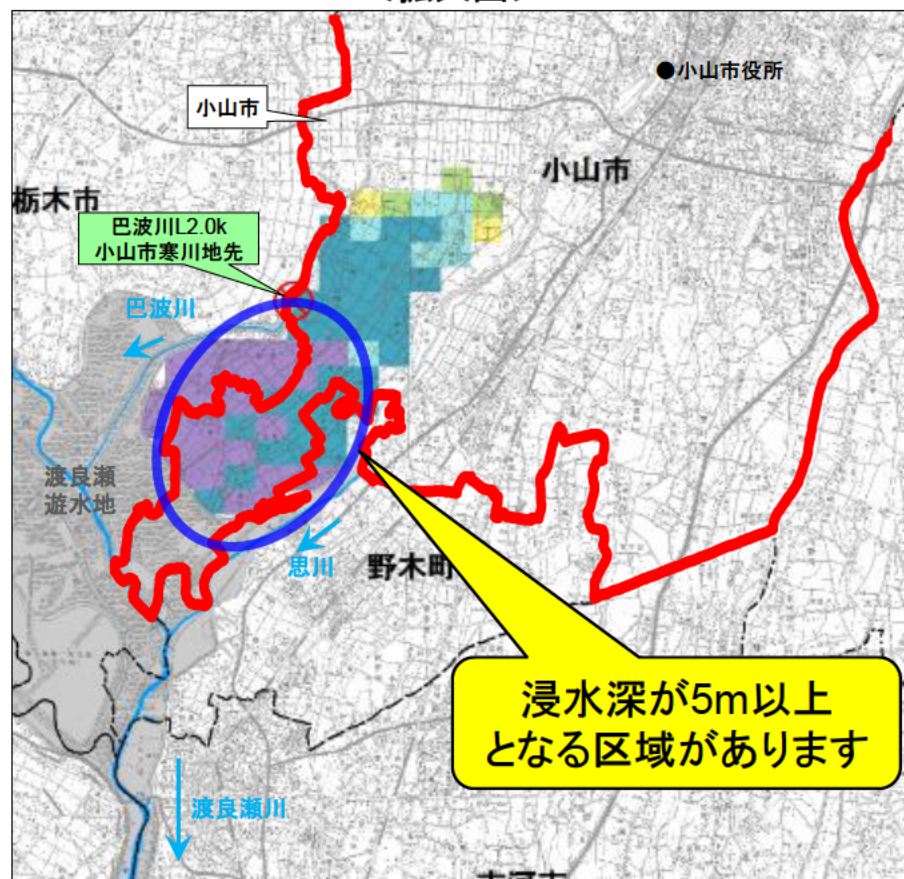 ●小山市役所
小山市
小山市
栃木市
巴波川L2.0k
小山市寒川地先
巴波川
渡良瀬
遊水地
思川
野木町
浸水深が5m以上
となる区域があります
渡良瀬川